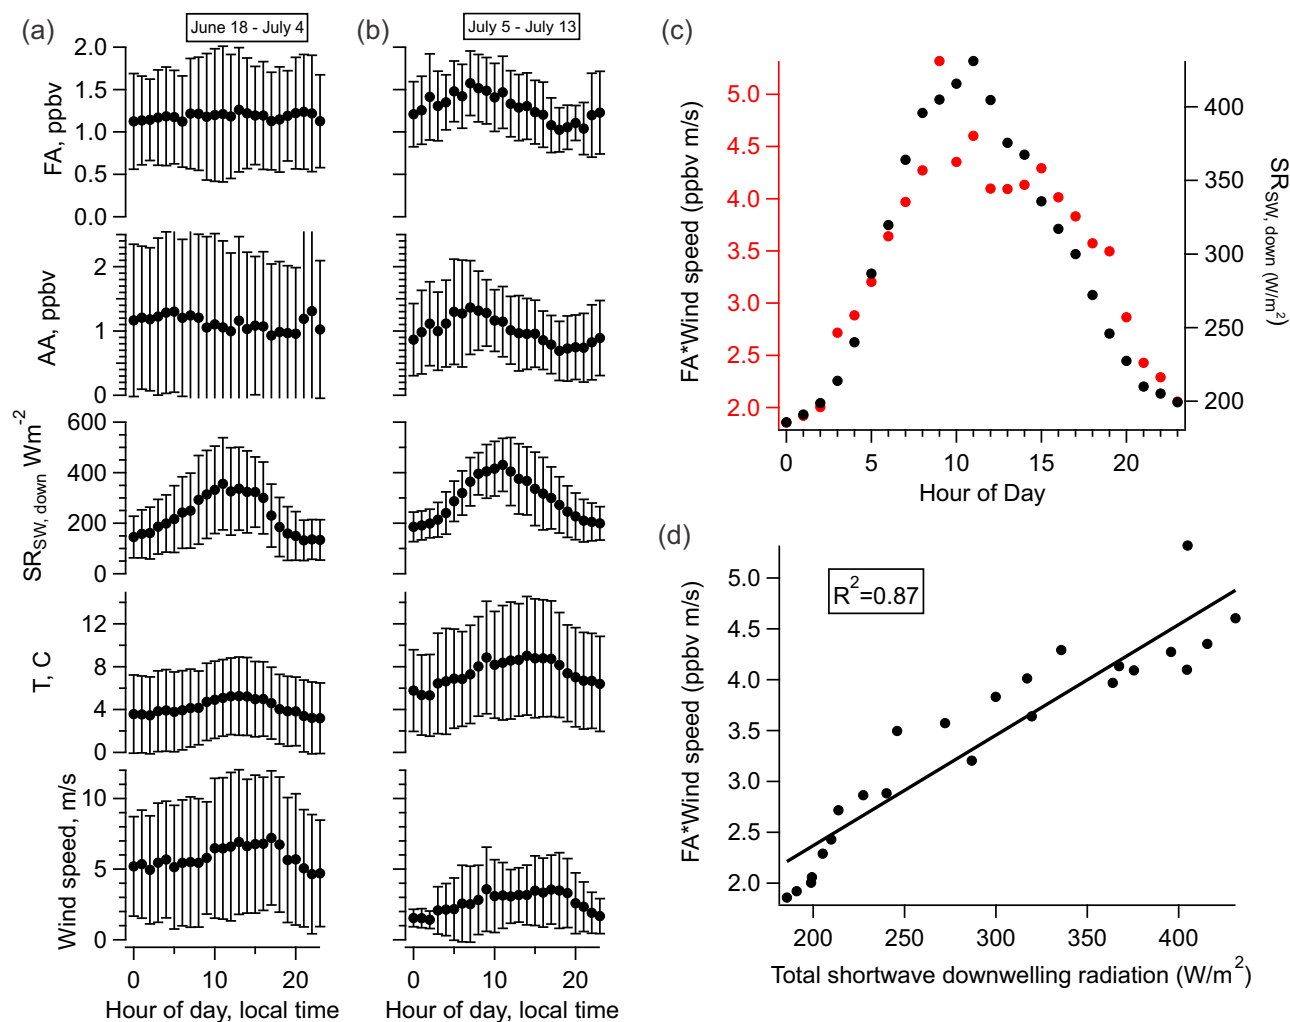 (a)
June 18 - July 4
FA, ppbv
2.0
1.5
1.0
0.5
0.0
AA, ppbv
2
1
0
SR_SW, down Wm^-2
600
400
200
0
T, C
12
8
4
0
Wind speed, m/s
10
5
0
0 10 20
Hour of day, local time
(b)
July 5 - July 13
0 10 20
Hour of day, local time
(c)
FA*Wind speed (ppbv m/s)
5.0
4.5
4.0
3.5
3.0
2.5
2.0
400
350
300
250
200
SR_SW, down (W/m²)
0 5 10 15 20
Hour of Day
(d)
R²=0.87
FA*Wind speed (ppbv m/s)
5.0
4.5
4.0
3.5
3.0
2.5
2.0
200 250 300 350 400
Total shortwave downwelling radiation (W/m²)